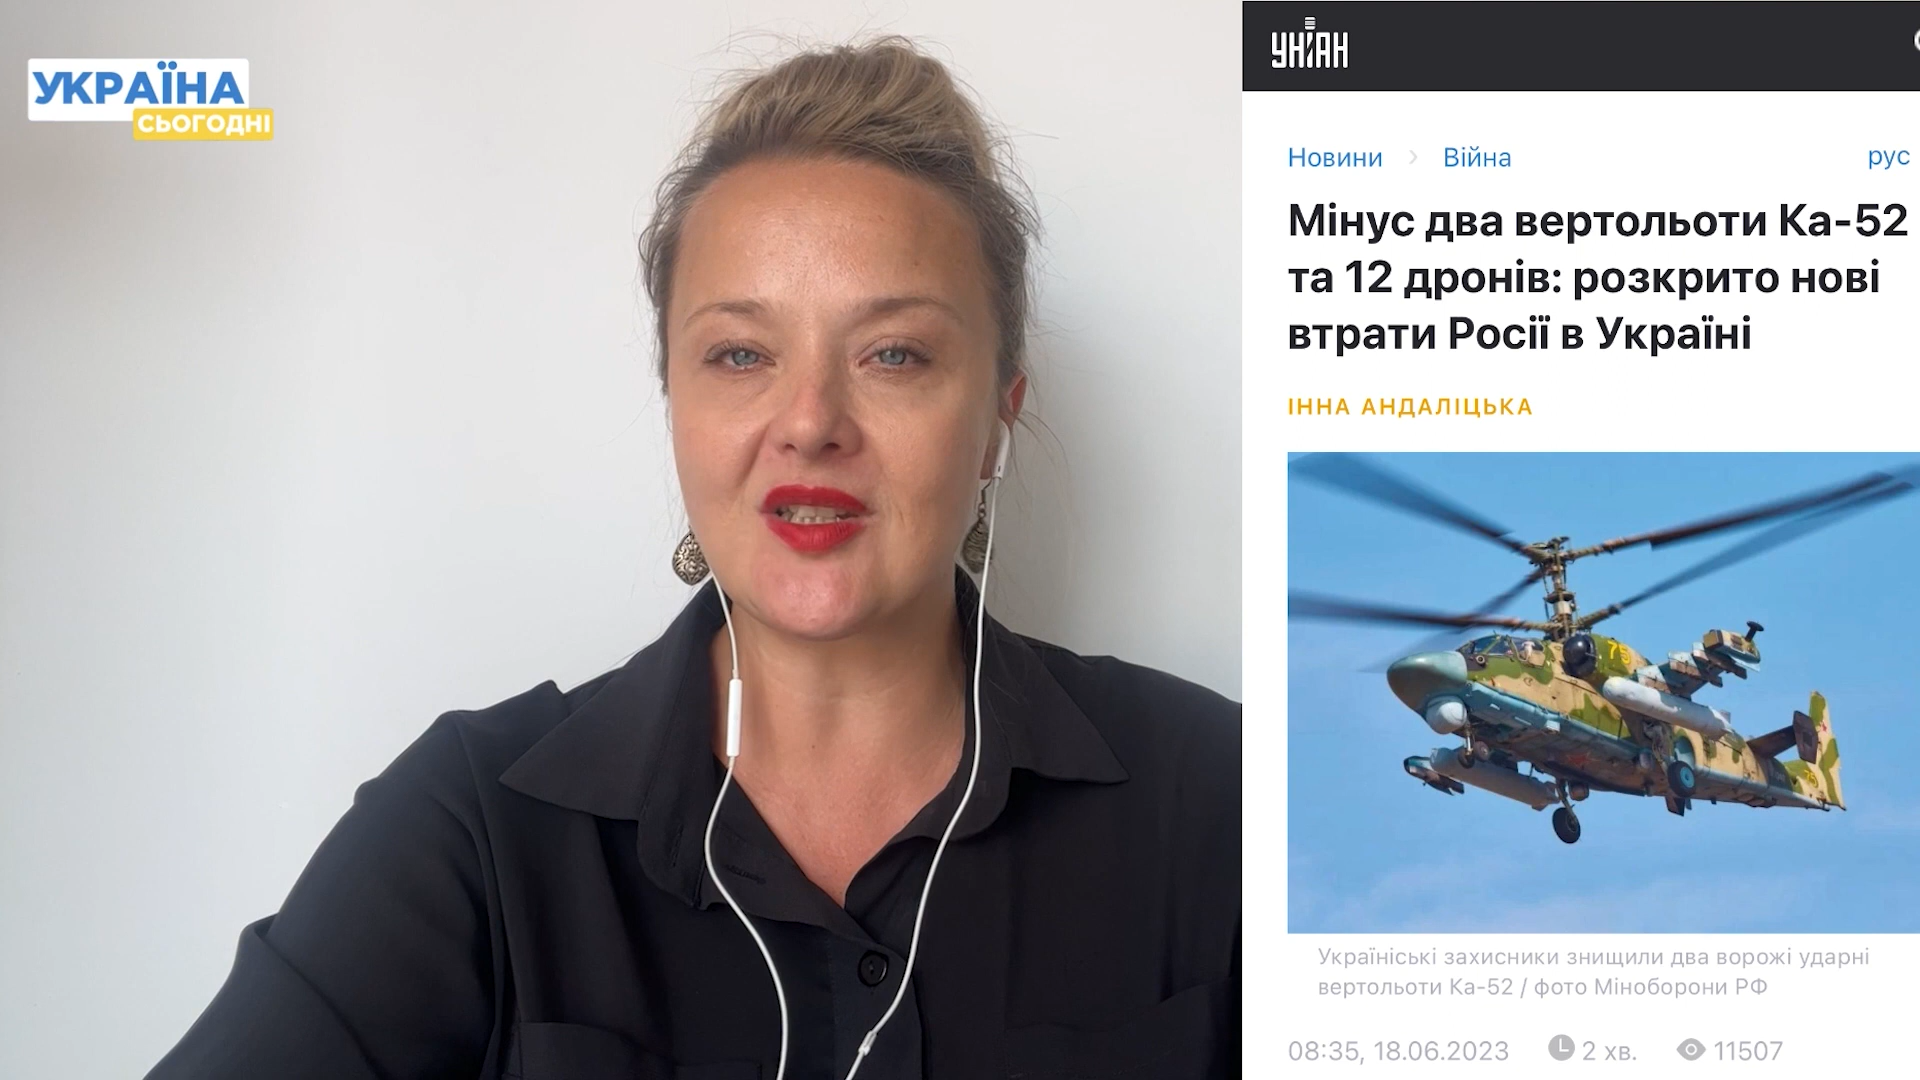 УКРАЇНА
СЬОГОДНІ
УНІАН
Новини > Війна
рус
Мінус два вертольоти Ка-52
та 12 дронів: розкрито нові
втрати Росії в Україні
ІННА АНДАЛІЦЬКА
75
Україніські захисники знищили два ворожі ударні
вертольоти Ка-52 / фото Міноборони РФ
08:35, 18.06.2023 2 хв. 11507